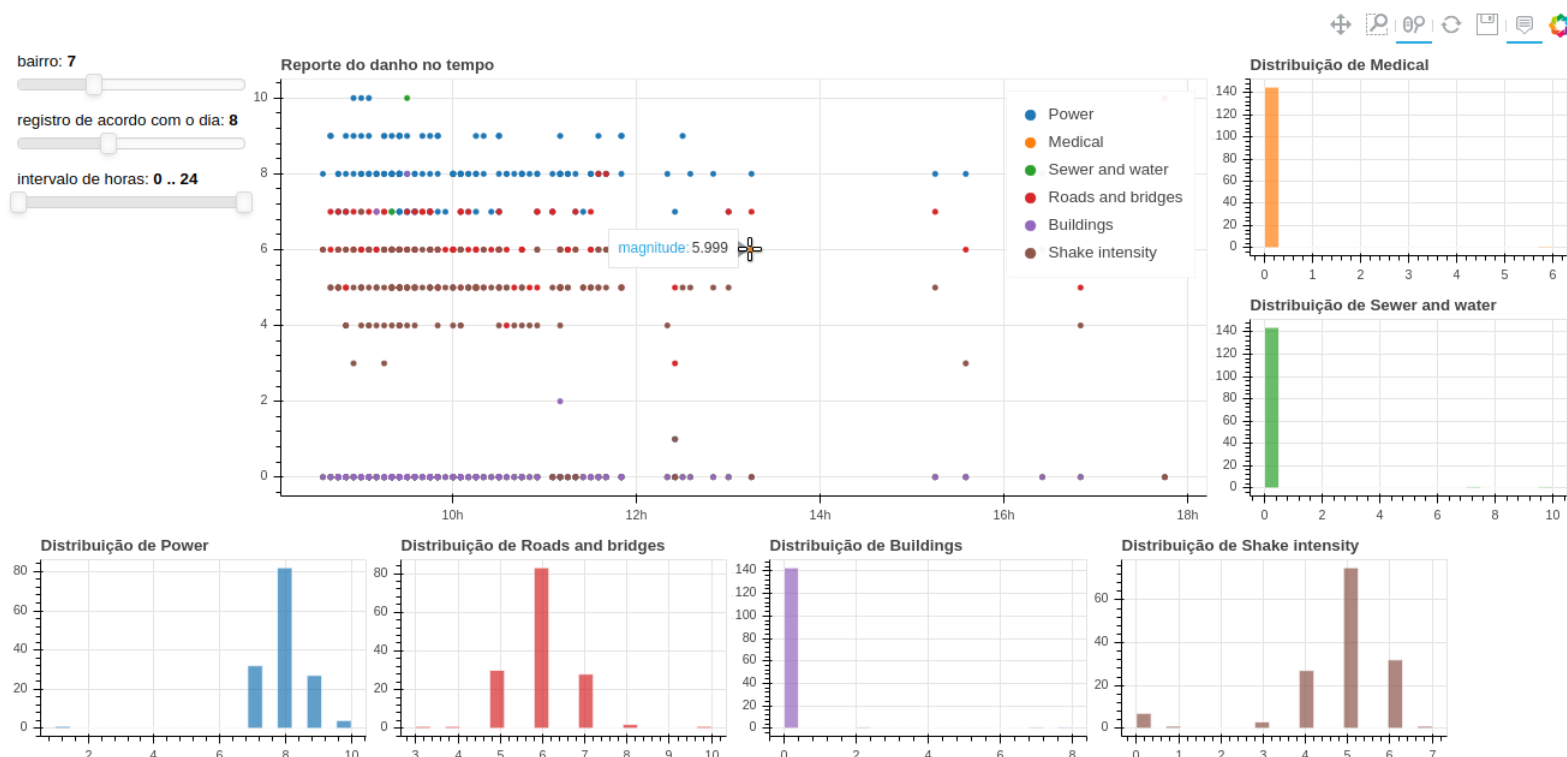 bairro: 7
registro de acordo com o dia: 8
intervalo de horas: 0 .. 24
Reporte do danho no tempo
10
8
6
4
2
0
10h
12h
14h
16h
18h
magnitude: 5.999
Power
Medical
Sewer and water
Roads and bridges
Buildings
Shake intensity
Distribuição de Medical
140
120
100
80
60
40
20
0
0 1 2 3 4 5 6
Distribuição de Sewer and water
140
120
100
80
60
40
20
0
0 2 4 6 8 10
Distribuição de Power
80
60
40
20
0
2 4 6 8 10
Distribuição de Roads and bridges
80
60
40
20
0
3 4 5 6 7 8 9 10
Distribuição de Buildings
140
120
100
80
60
40
20
0
0 2 4 6 8
Distribuição de Shake intensity
60
40
20
0
0 1 2 3 4 5 6 7